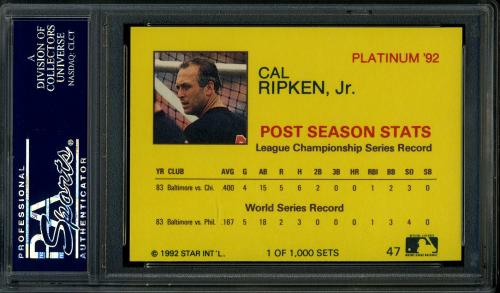 A
DIVISION OF
COLLECTORS
UNIVERSE
NASDAQ: CLCT
PROFESSIONAL
PSA
Sports
AUTHENTICATOR
PLATINUM '92
CAL
RIPKEN, Jr.
POST SEASON STATS
League Championship Series Record
YR CLUB AVG G AB R H 2B 3B HR RBI BB SO SB
83 Baltimore vs. Chi. .400 4 15 5 6 2 0 0 1 2 3 0
World Series Record
83 Baltimore vs. Phil. .167 5 18 2 3 0 0 0 1 3 4 0
© 1992 STAR INT'L. 1 OF 1,000 SETS 47